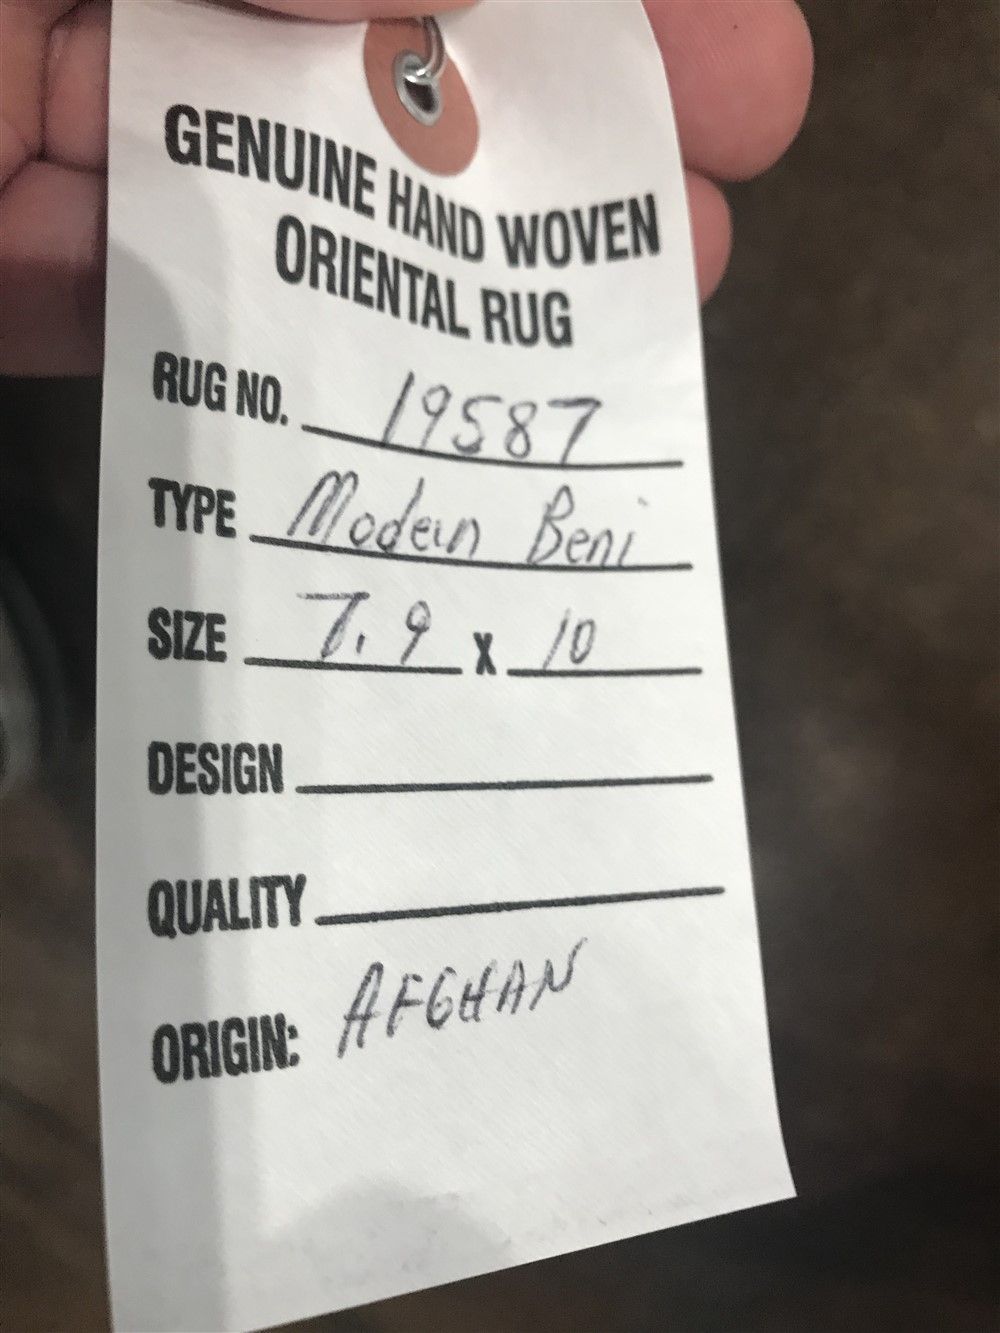 GENUINE HAND WOVEN
ORIENTAL RUG
RUG NO. 19587
TYPE Modern Beni
SIZE 7.9 x 10
DESIGN
QUALITY
ORIGIN: AFGHAN